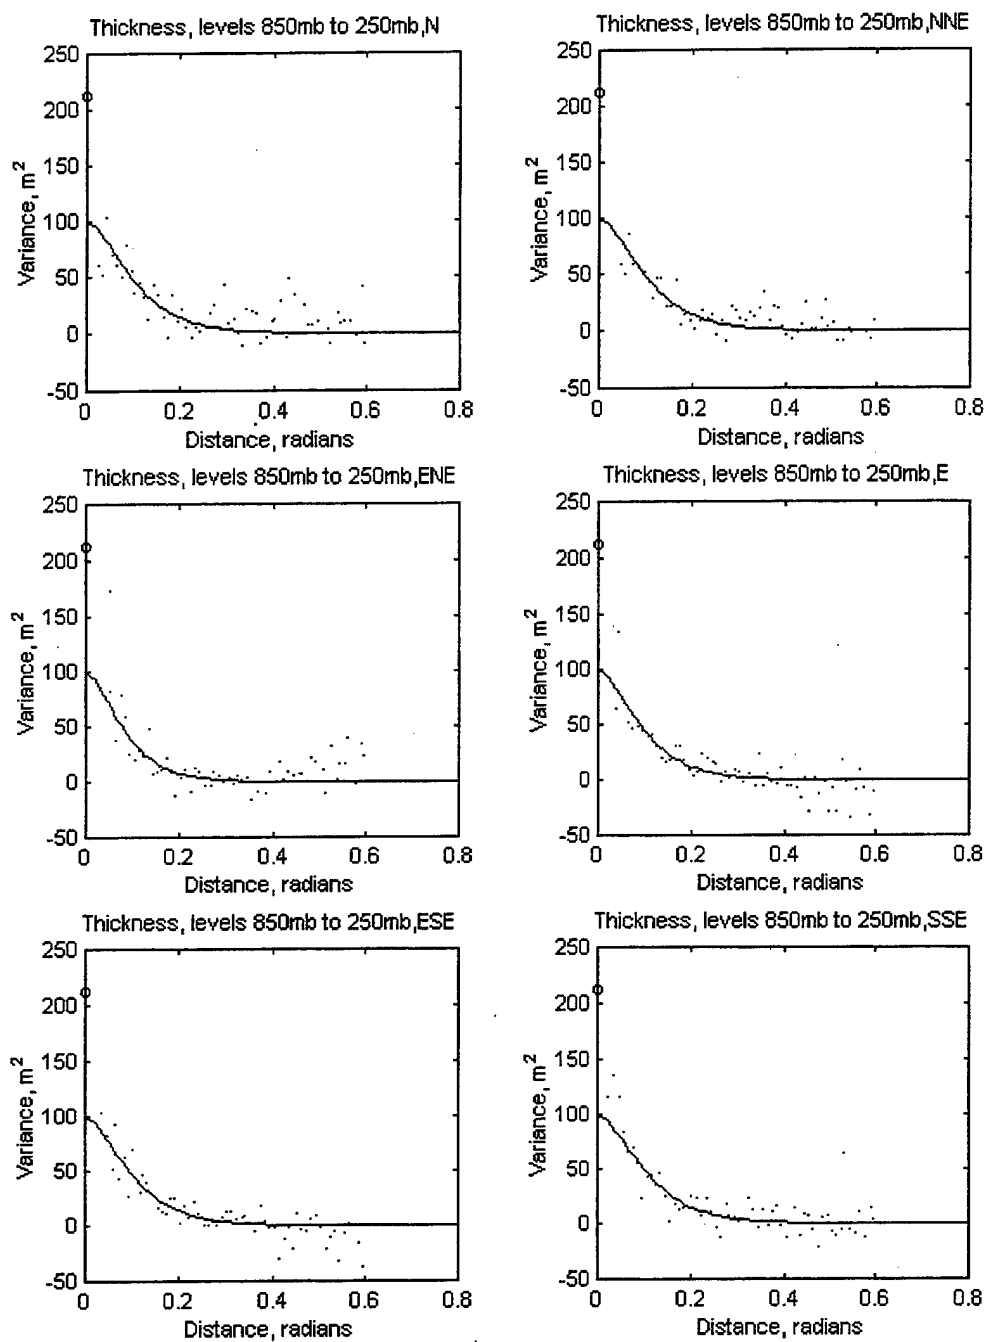 Thickness, levels 850mb to 250mb,N
Thickness, levels 850mb to 250mb,NNE
250
200
150
100
50
0
-50
Variance, m²
0 0.2 0.4 0.6 0.8
Distance, radians
250
200
150
100
50
0
-50
Variance, m²
0 0.2 0.4 0.6 0.8
Distance, radians
Thickness, levels 850mb to 250mb,ENE
Thickness, levels 850mb to 250mb,E
250
200
150
100
50
0
-50
Variance, m²
0 0.2 0.4 0.6 0.8
Distance, radians
250
200
150
100
50
0
-50
Variance, m²
0 0.2 0.4 0.6 0.8
Distance, radians
Thickness, levels 850mb to 250mb,ESE
Thickness, levels 850mb to 250mb,SSE
250
200
150
100
50
0
-50
Variance, m²
0 0.2 0.4 0.6 0.8
Distance, radians
250
200
150
100
50
0
-50
Variance, m²
0 0.2 0.4 0.6 0.8
Distance, radians